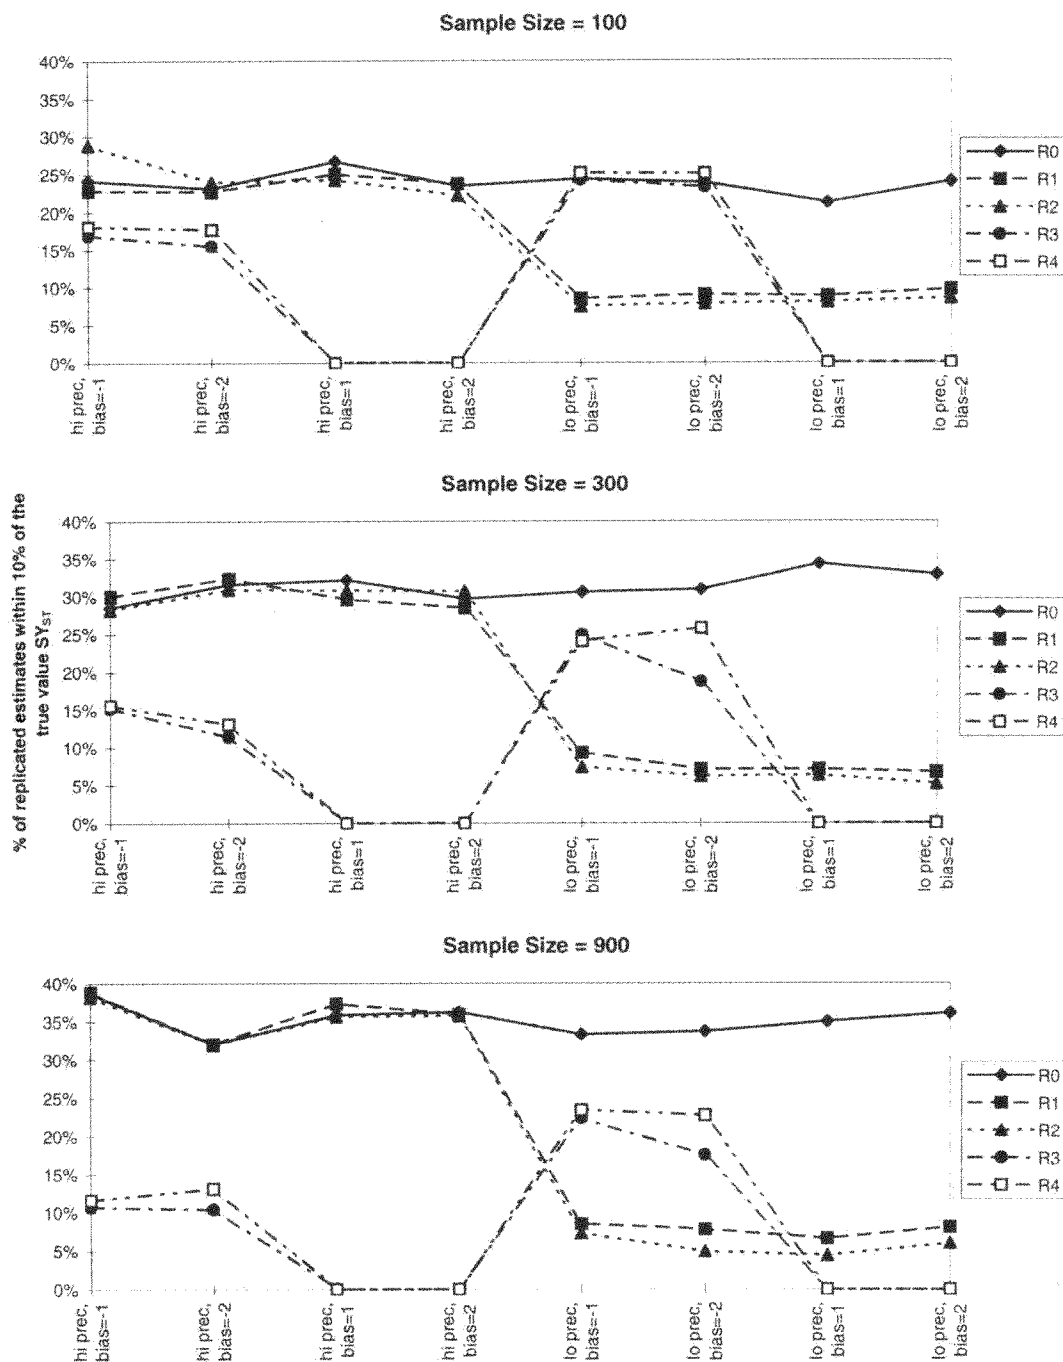 Sample Size = 100
40%
35%
30%
25%
20%
15%
10%
5%
0%
hi prec,
bias=-1
hi prec,
bias=-2
hi prec,
bias=1
hi prec,
bias=2
lo prec,
bias=-1
lo prec,
bias=-2
lo prec,
bias=1
lo prec,
bias=2
R0
R1
R2
R3
R4
% of replicated estimates within 10% of the
true value SY_ST
Sample Size = 300
40%
35%
30%
25%
20%
15%
10%
5%
0%
hi prec,
bias=-1
hi prec,
bias=-2
hi prec,
bias=1
hi prec,
bias=2
lo prec,
bias=-1
lo prec,
bias=-2
lo prec,
bias=1
lo prec,
bias=2
R0
R1
R2
R3
R4
Sample Size = 900
40%
35%
30%
25%
20%
15%
10%
5%
0%
hi prec,
bias=-1
hi prec,
bias=-2
hi prec,
bias=1
hi prec,
bias=2
lo prec,
bias=-1
lo prec,
bias=-2
lo prec,
bias=1
lo prec,
bias=2
R0
R1
R2
R3
R4